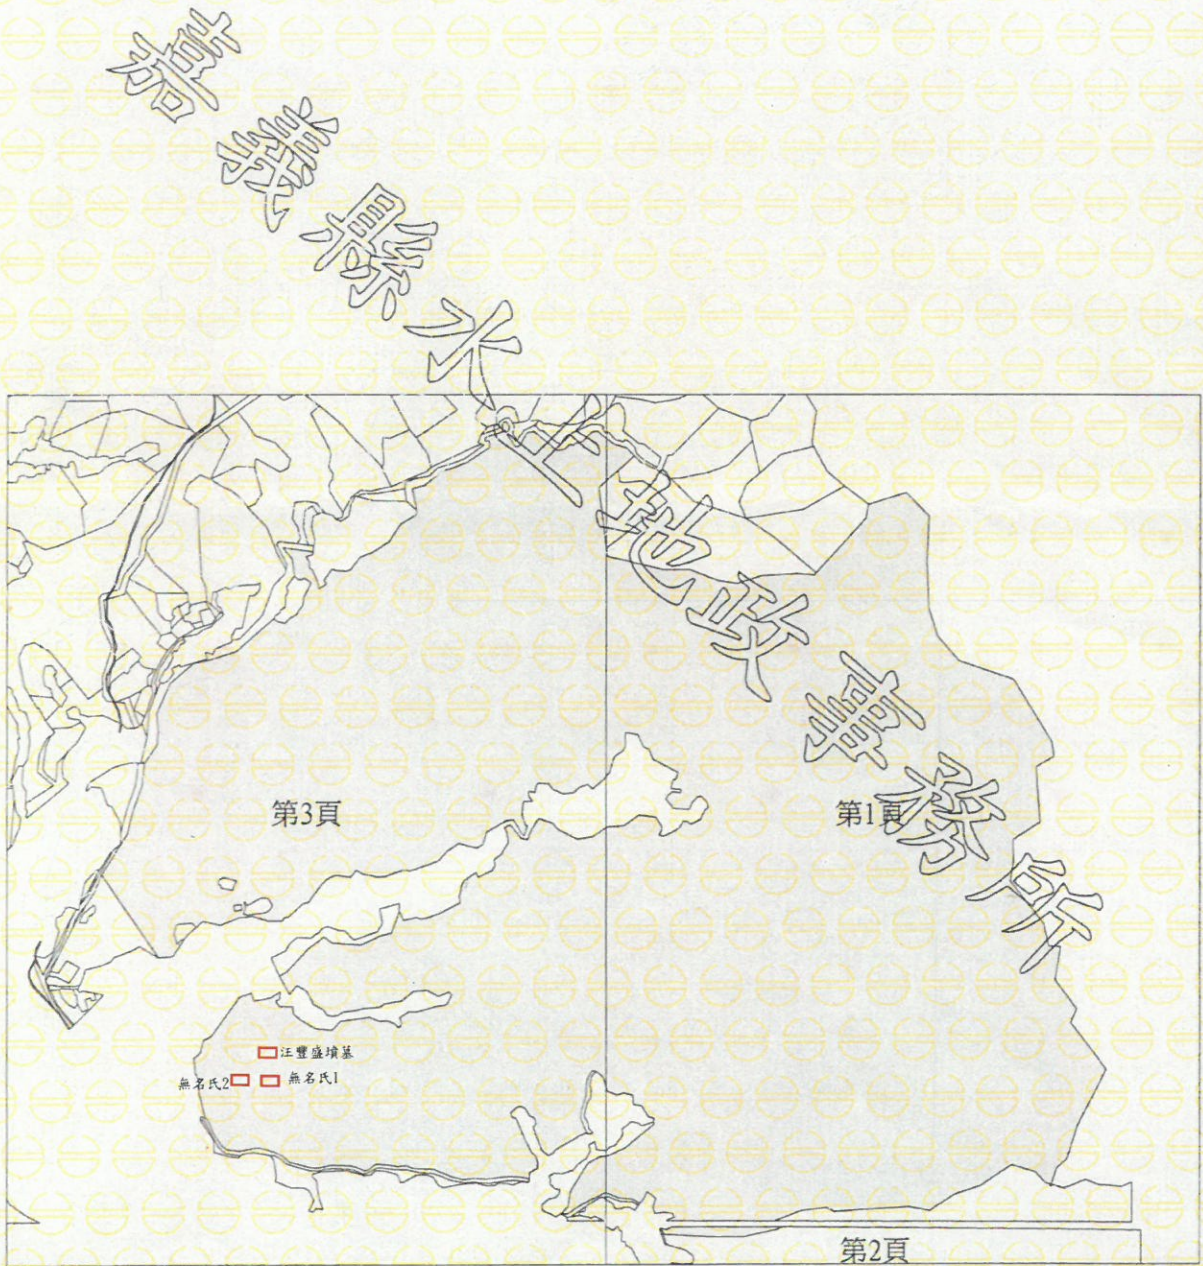 嘉義縣水上地政事務所
第3頁
第1頁
汪豐盛墳墓
無名氏2
無名氏1
第2頁